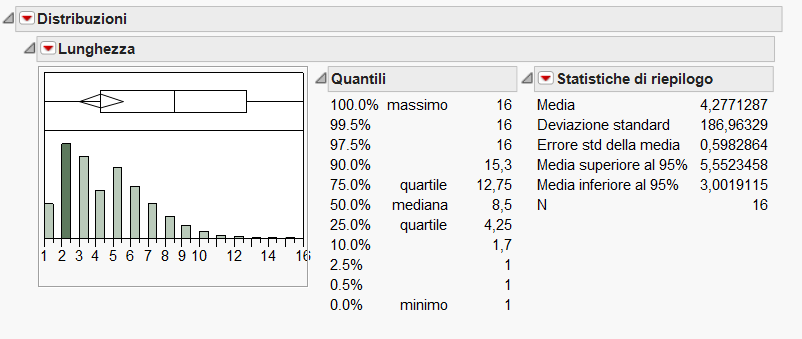 Distribuzioni
Lunghezza
1 2 3 4 5 6 7 8 9 10 12 14 16
Quantili
100.0% massimo 16
99.5% 16
97.5% 16
90.0% 15,3
75.0% quartile 12,75
50.0% mediana 8,5
25.0% quartile 4,25
10.0% 1,7
2.5% 1
0.5% 1
0.0% minimo 1
Statistiche di riepilogo
Media 4,2771287
Deviazione standard 186,96329
Errore std della media 0,5982864
Media superiore al 95% 5,5523458
Media inferiore al 95% 3,0019115
N 16